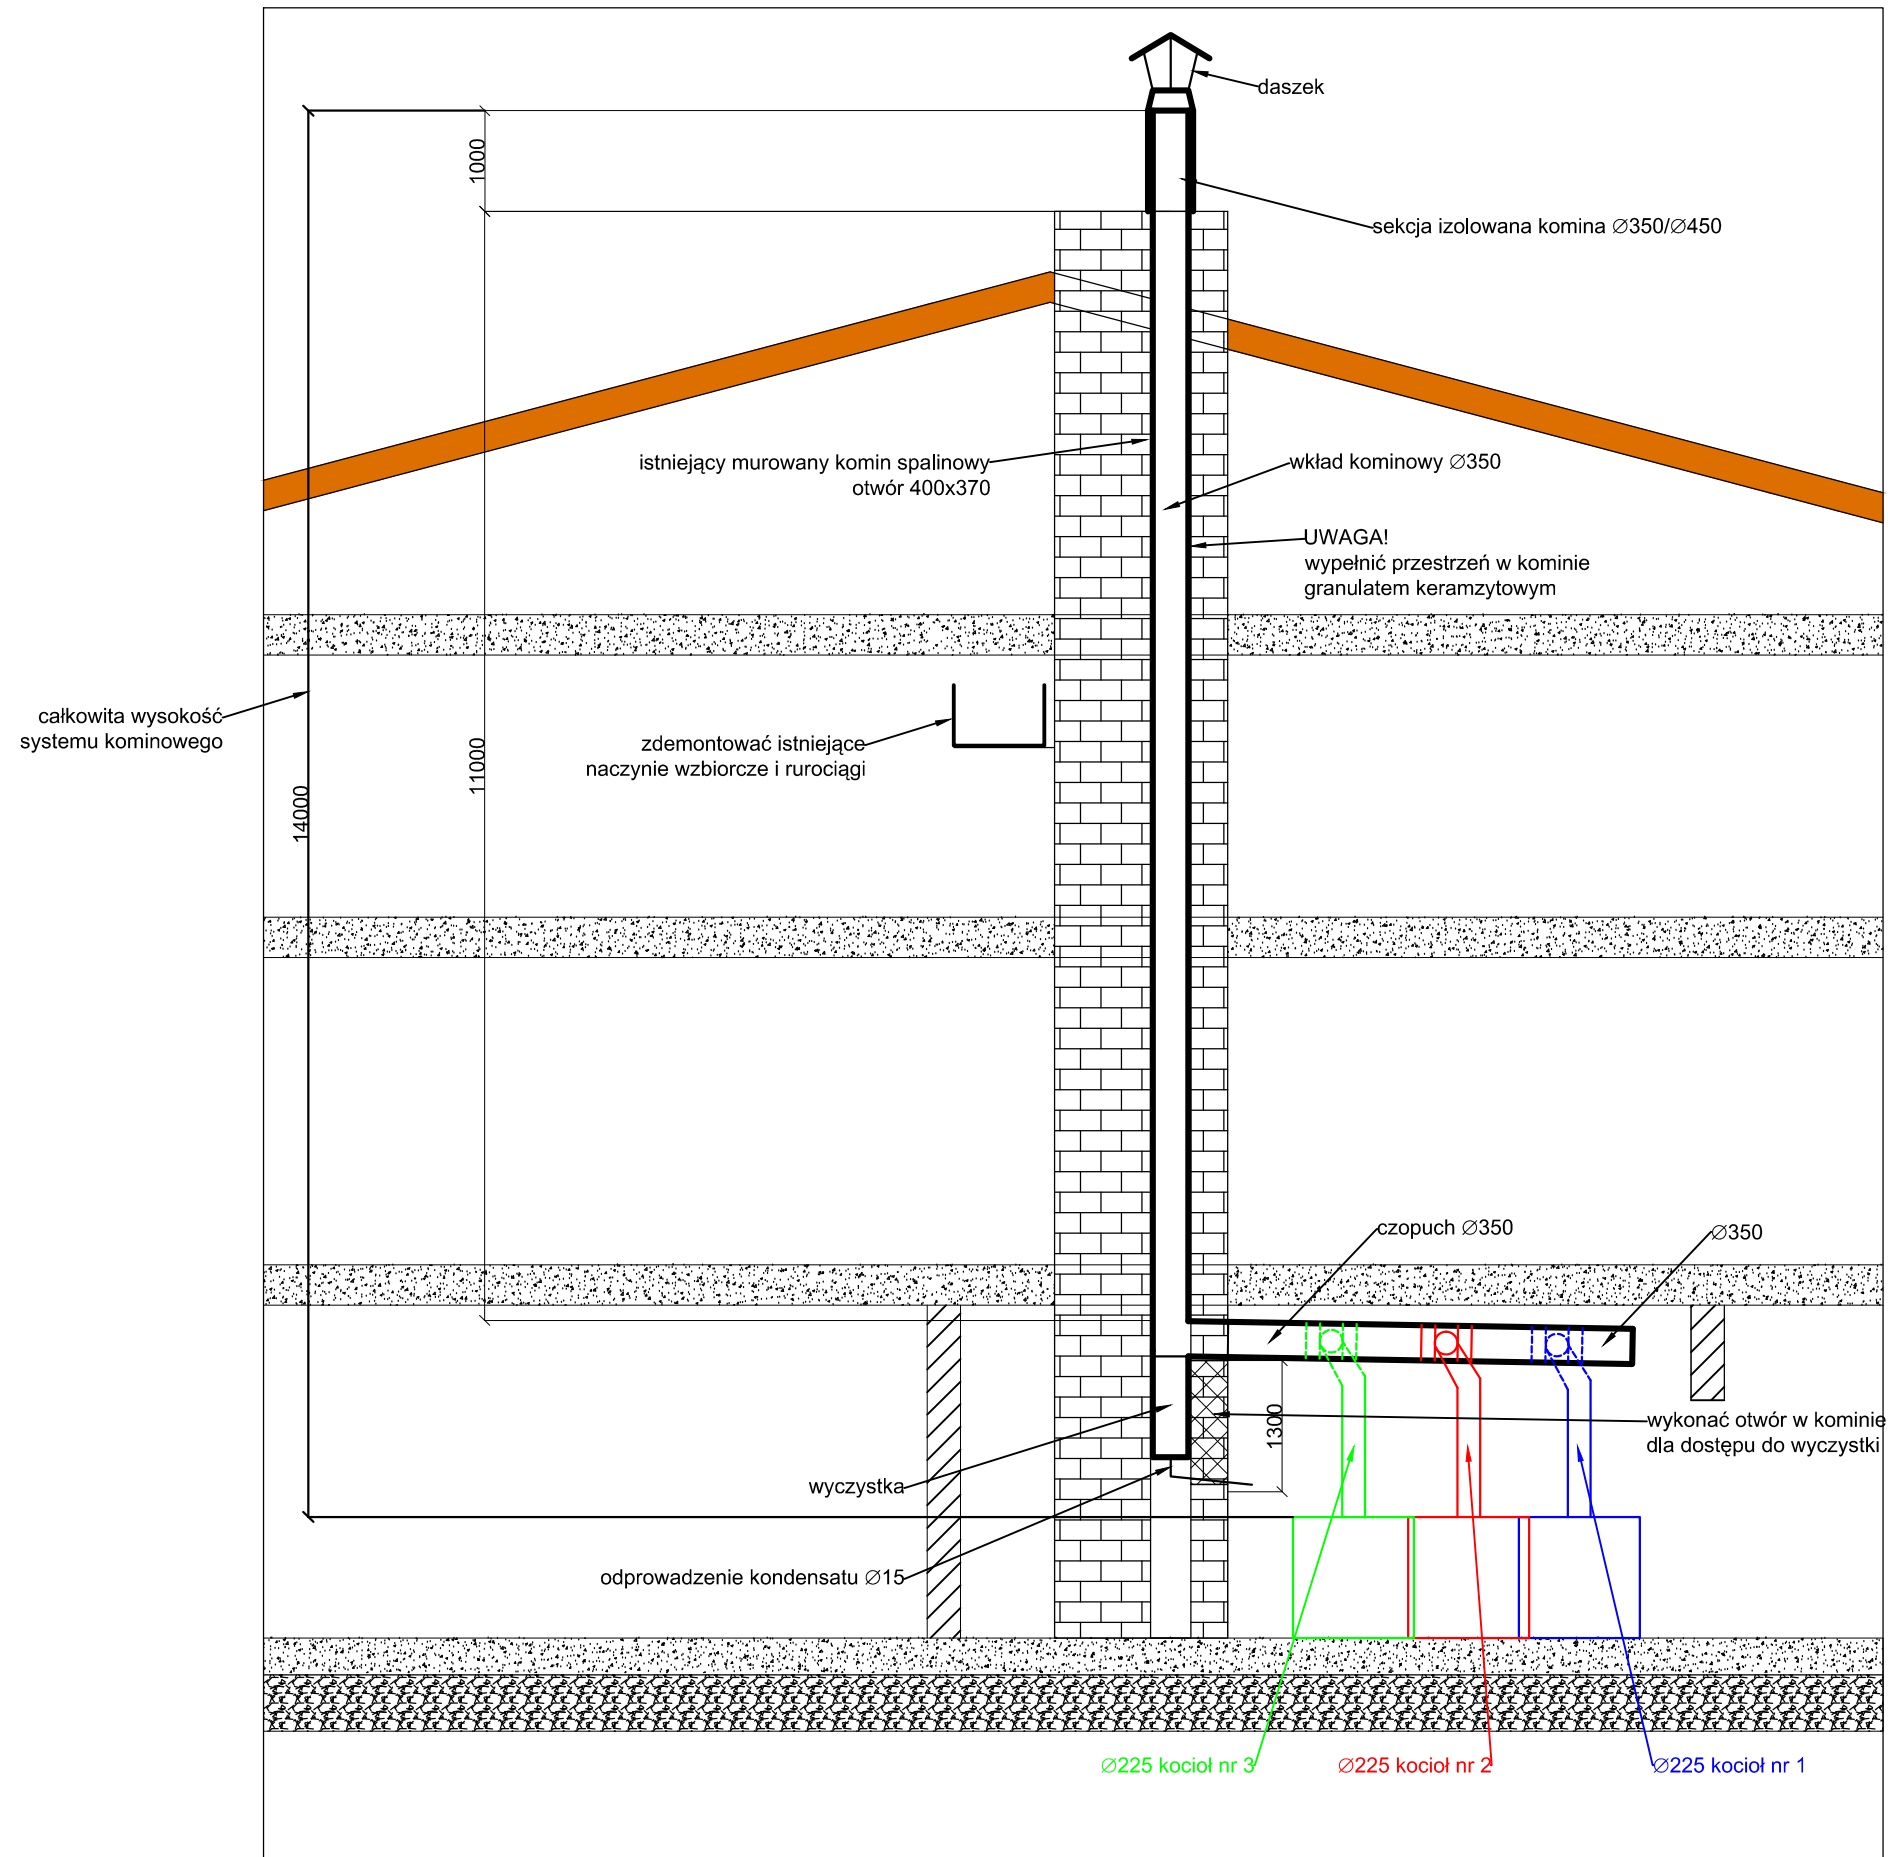 daszek
1000
sekcja izolowana komina ∅350/∅450
istniejący murowany komin spalinowy
otwór 400x370
wkład kominowy ∅350
UWAGA!
wypełnić przestrzeń w kominie
granulatem keramzytowym
całkowita wysokość
systemu kominowego
14000
11000
zdemontować istniejące
naczynie wzbiorcze i rurociągi
czopuch ∅350
∅350
1300
wykonać otwór w kominie
dla dostępu do wyczystki
wyczystka
odprowadzenie kondensatu ∅15
∅225 kocioł nr 3
∅225 kocioł nr 2
∅225 kocioł nr 1